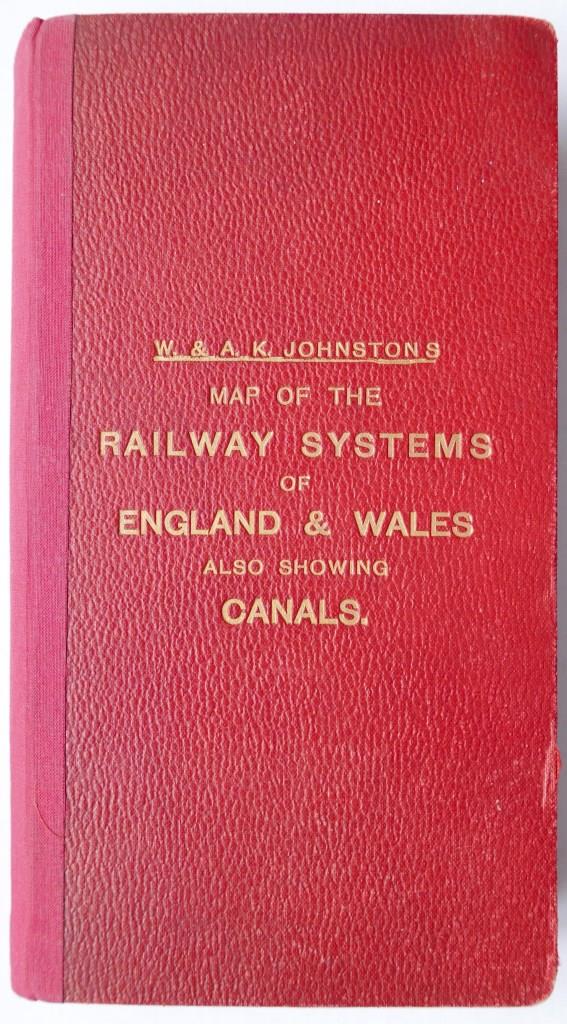 W. & A. K. JOHNSTONS
MAP OF THE
RAILWAY SYSTEMS
OF
ENGLAND & WALES
ALSO SHOWING
CANALS.